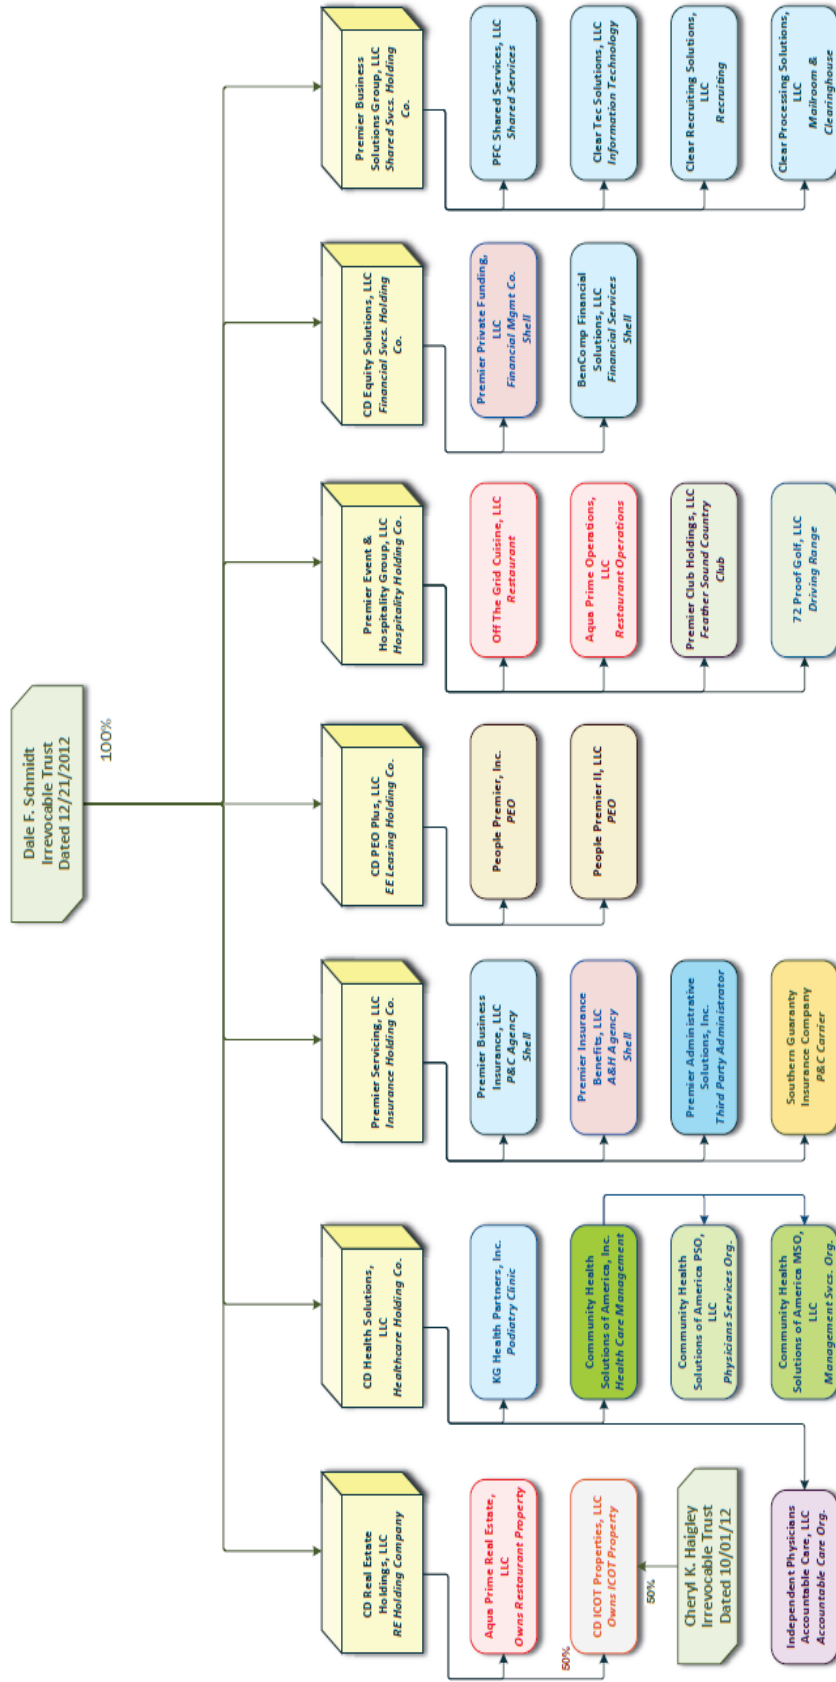 Dale F. Schmidt
Irrevocable Trust
Dated 12/21/2012
100%
CD Real Estate
Holdings, LLC
RE Holding Company
CD Health Solutions,
LLC
Healthcare Holding Co.
Premier Servicing, LLC
Insurance Holding Co.
CD PEO Plus, LLC
EE Leasing Holding Co.
Premier Event &
Hospitality Group, LLC
Hospitality Holding Co.
CD Equity Solutions, LLC
Financial Svcs. Holding
Co.
Premier Business
Solutions Group, LLC
Shared Svcs. Holding
Co.
Aqua Prime Real Estate,
LLC
Owns Restaurant Property
KG Health Partners, Inc.
Podiatry Clinic
Premier Business
Insurance, LLC
P&C Agency
Shell
People Premier, Inc.
PEO
Off The Grid Cuisine, LLC
Restaurant
Premier Private Funding,
LLC
Financial Mgmt Co.
Shell
PFC Shared Services, LLC
Shared Services
50%
CD ICOT Properties, LLC
Owns ICOT Property
Community Health
Solutions of America, Inc.
Health Care Management
Premier Insurance
Benefits, LLC
A&H Agency
Shell
People Premier II, LLC
PEO
Aqua Prime Operations,
LLC
Restaurant Operations
BenComp Financial
Solutions, LLC
Financial Services
Shell
Clear Tec Solutions, LLC
Information Technology
50%
Cheryl K. Haigley
Irrevocable Trust
Dated 10/01/12
Community Health
Solutions of America PSO,
LLC
Physicians Services Org.
Premier Administrative
Solutions, Inc.
Third Party Administrator
Premier Club Holdings, LLC
Feather Sound Country
Club
Clear Recruiting Solutions,
LLC
Recruiting
Independent Physicians
Accountable Care, LLC
Accountable Care Org.
Community Health
Solutions of America MSO,
LLC
Management Svcs. Org.
Southern Guaranty
Insurance Company
P&C Carrier
72 Proof Golf, LLC
Driving Range
Clear Processing Solutions,
LLC
Mailroom &
Clearinghouse